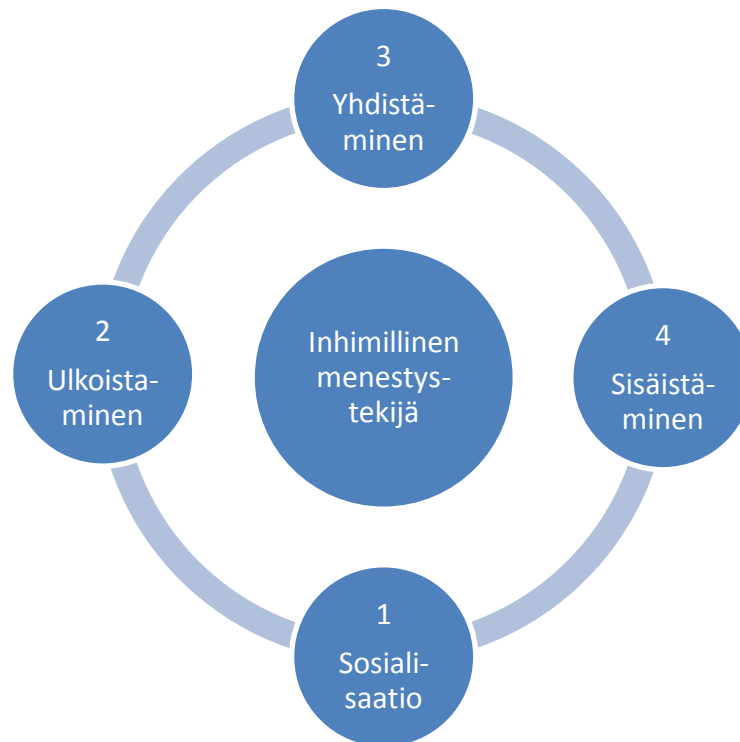 3
Yhdistä-
minen
2
Ulkoista-
minen
Inhimillinen
menestys-
tekijä
4
Sisäistä-
minen
1
Sosiali-
saatio